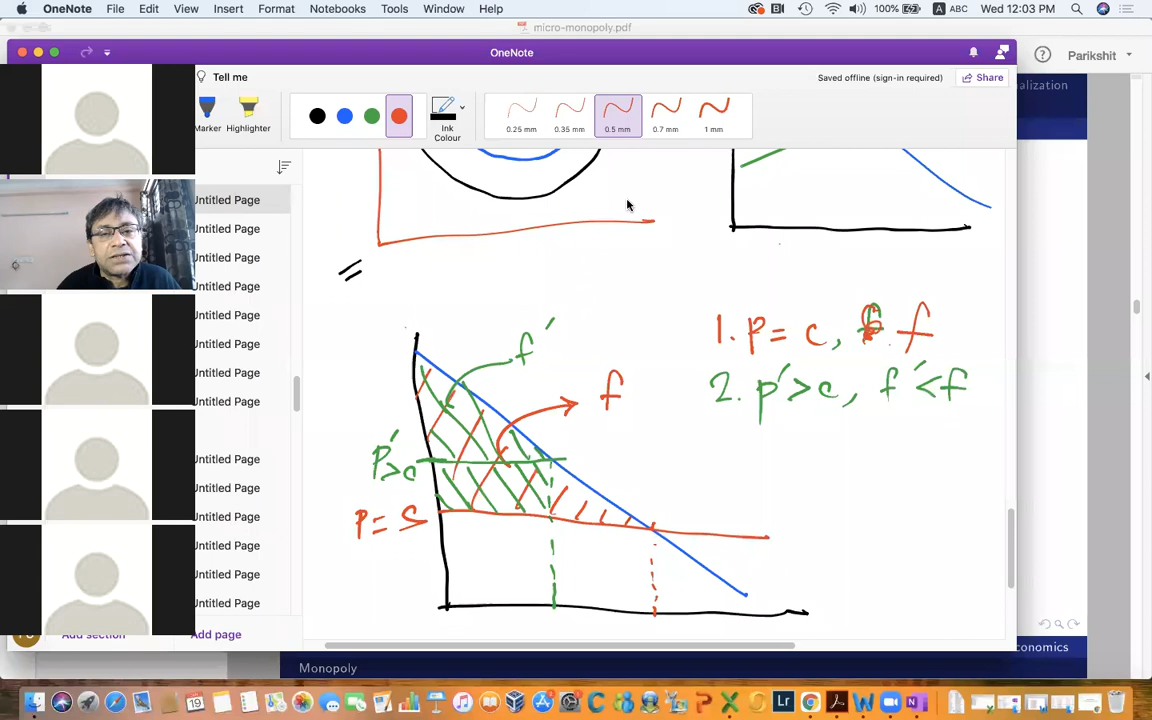 OneNote File Edit View Insert Format Notebooks Tools Window Help 100% ABC Wed 12:03 PM
micro-monopoly.pdf
OneNote
Parikshit
Tell me
Saved offline (sign-in required) Share
Marker Highlighter Ink Colour 0.25 mm 0.35 mm 0.5 mm 0.7 mm 1 mm
Untitled Page
Untitled Page
Untitled Page
Untitled Page
Untitled Page
Untitled Page
Untitled Page
Untitled Page
Untitled Page
Untitled Page
Untitled Page
Untitled Page
Untitled Page
Untitled Page
Add section Add page
=
f′
f
P′>c
P = c
1. P = c, f
2. p′>c, f′<f
Monopoly